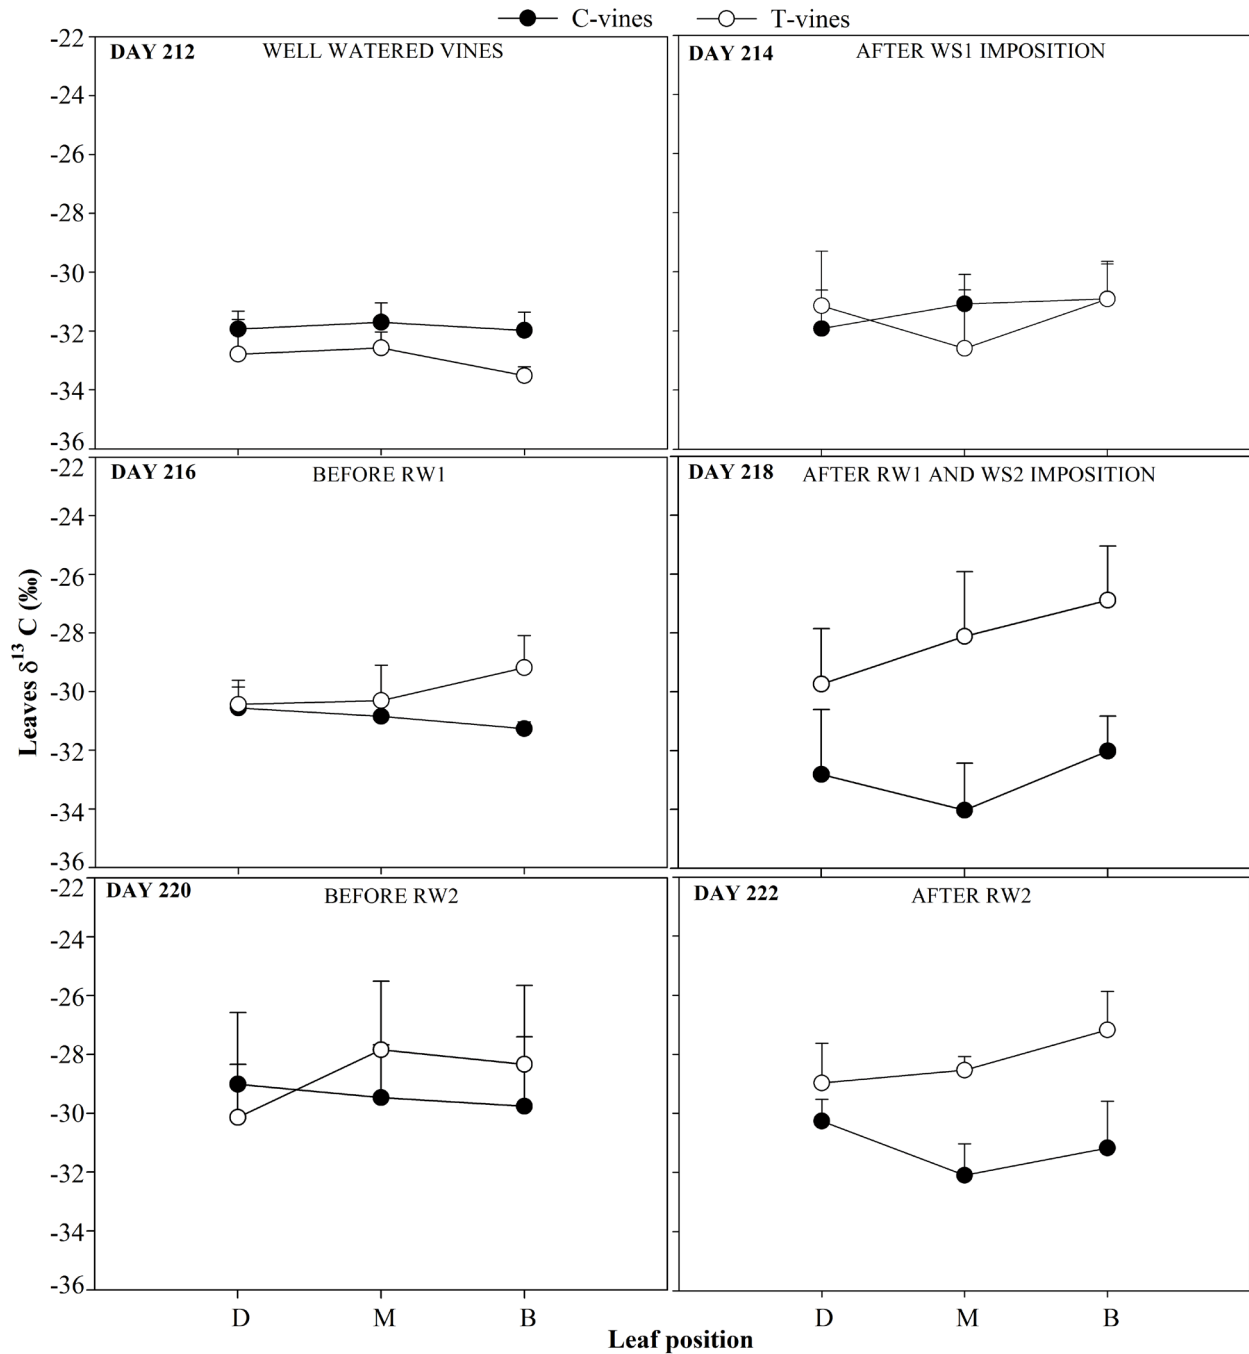 C-vines T-vines
DAY 212 WELL WATERED VINES
DAY 214 AFTER WS1 IMPOSITION
-22
-24
-26
-28
-30
-32
-34
-36
DAY 216 BEFORE RW1
DAY 218 AFTER RW1 AND WS2 IMPOSITION
-22
-24
-26
-28
-30
-32
-34
-36
Leaves δ¹³ C (‰)
DAY 220 BEFORE RW2
DAY 222 AFTER RW2
-22
-24
-26
-28
-30
-32
-34
-36
D M B D M B
Leaf position